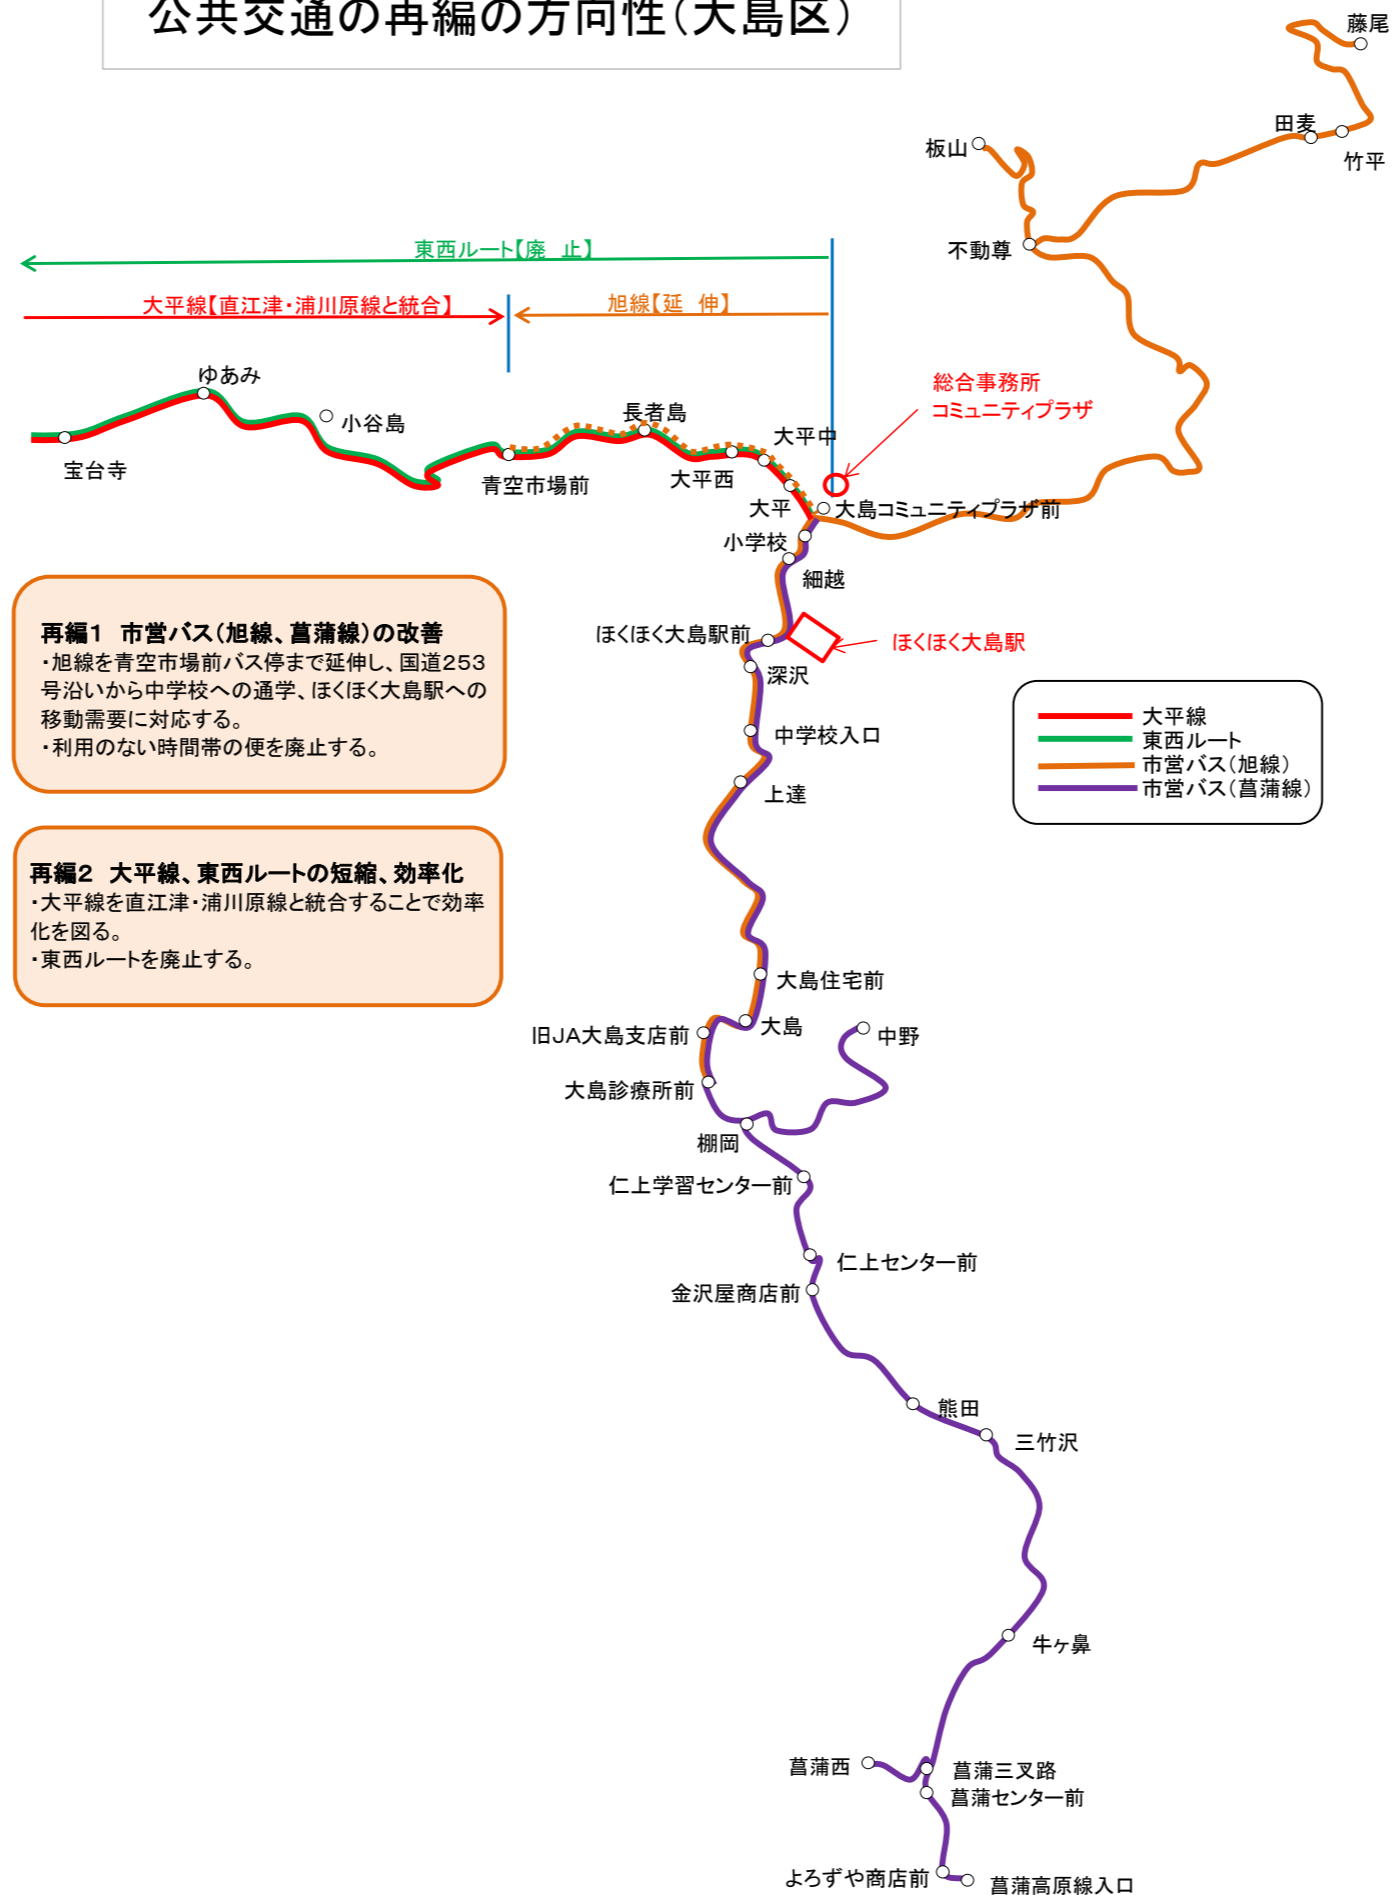 公共交通の再編の方向性(大島区)
藤尾
田麦
竹平
板山
不動尊
東西ルート【廃 止】
大平線【直江津・浦川原線と統合】
旭線【延 伸】
総合事務所
コミュニティプラザ
ゆあみ
小谷島
長者島
大平中
宝台寺
青空市場前
大平西
大平
大島コミュニティプラザ前
小学校
細越
ほくほく大島駅前
ほくほく大島駅
深沢
再編1 市営バス(旭線、菖蒲線)の改善
・旭線を青空市場前バス停まで延伸し、国道253
号沿いから中学校への通学、ほくほく大島駅への
移動需要に対応する。
・利用のない時間帯の便を廃止する。
大平線
東西ルート
市営バス(旭線)
市営バス(菖蒲線)
中学校入口
上達
再編2 大平線、東西ルートの短縮、効率化
・大平線を直江津・浦川原線と統合することで効率
化を図る。
・東西ルートを廃止する。
大島住宅前
大島
旧JA大島支店前
中野
大島診療所前
棚岡
仁上学習センター前
仁上センター前
金沢屋商店前
熊田
三竹沢
牛ヶ鼻
菖蒲西
菖蒲三叉路
菖蒲センター前
よろずや商店前
菖蒲高原線入口